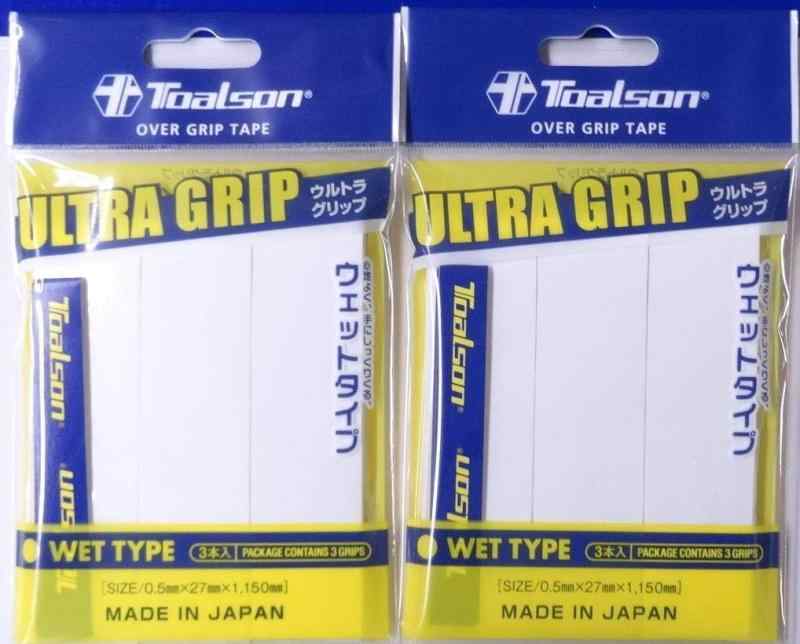 Toalson®
OVER GRIP TAPE
ULTRA GRIP
ウルトラ
グリップ
ウェットタイプ
Toalson®
WET TYPE
3本入
PACKAGE CONTAINS 3 GRIPS
[SIZE/0.5mm×27mm×1,150mm]
MADE IN JAPAN
Toalson®
OVER GRIP TAPE
ULTRA GRIP
ウルトラ
グリップ
ウェットタイプ
Toalson®
WET TYPE
3本入
PACKAGE CONTAINS 3 GRIPS
[SIZE/0.5mm×27mm×1,150mm]
MADE IN JAPAN